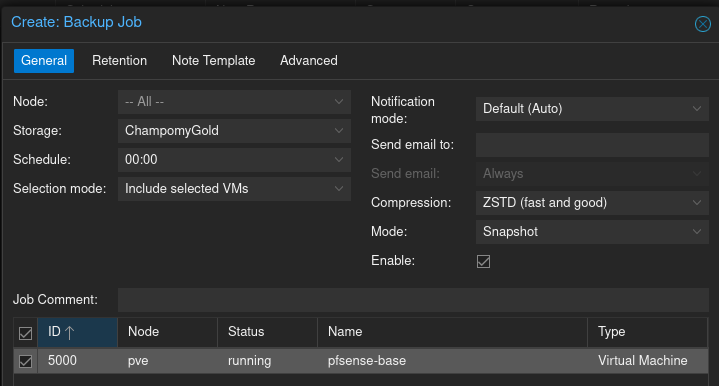 Create: Backup Job
General Retention Note Template Advanced
Node: -- All --
Storage: ChampomyGold
Schedule: 00:00
Selection mode: Include selected VMs
Notification mode: Default (Auto)
Send email to:
Send email: Always
Compression: ZSTD (fast and good)
Mode: Snapshot
Enable:
Job Comment:
ID ↑ Node Status Name Type
5000 pve running pfsense-base Virtual Machine